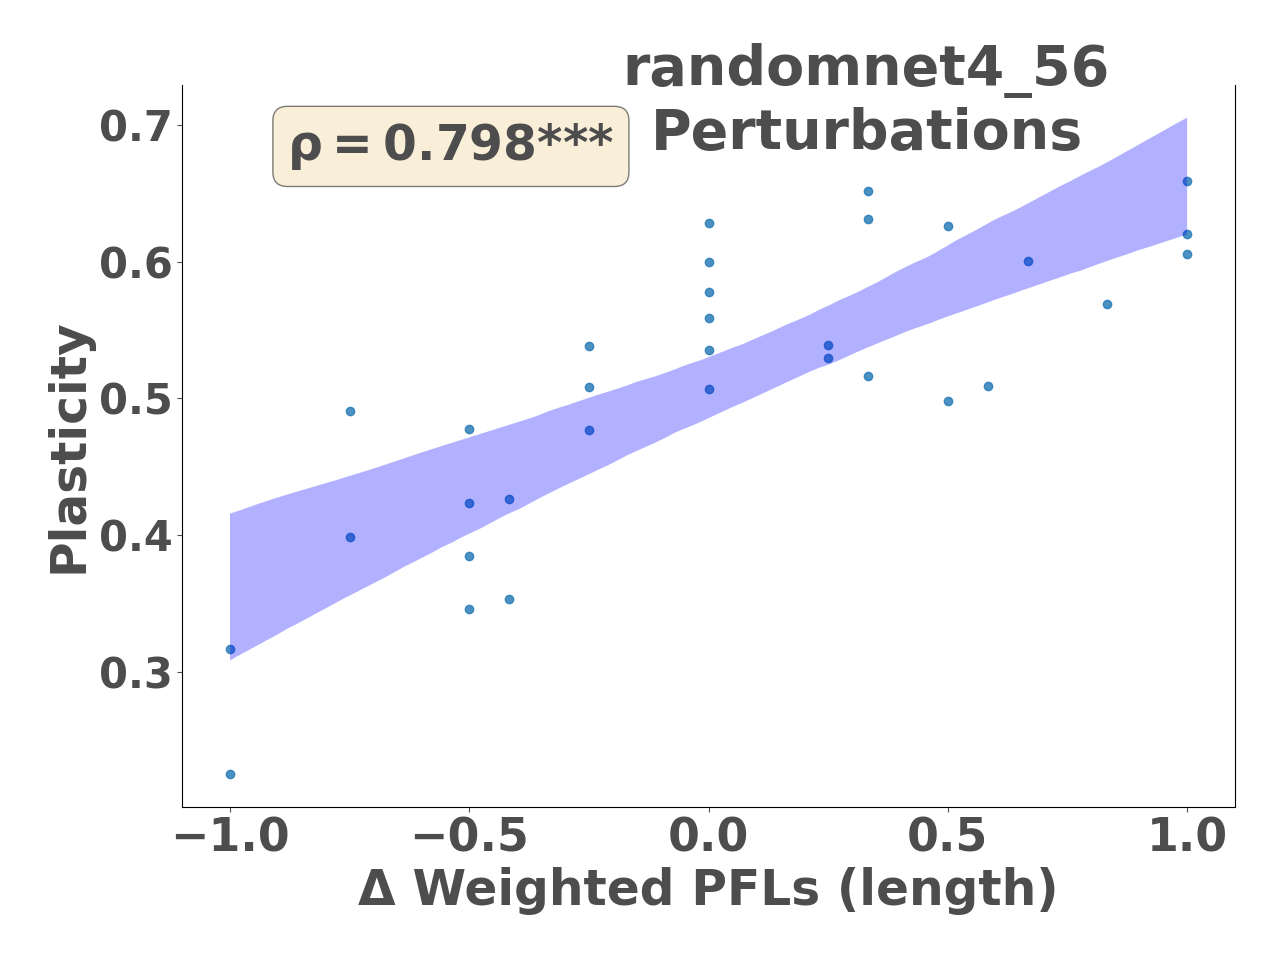 randomnet4_56
Perturbations
ρ = 0.798***
0.7
0.6
0.5
0.4
0.3
Plasticity
−1.0 −0.5 0.0 0.5 1.0
Δ Weighted PFLs (length)